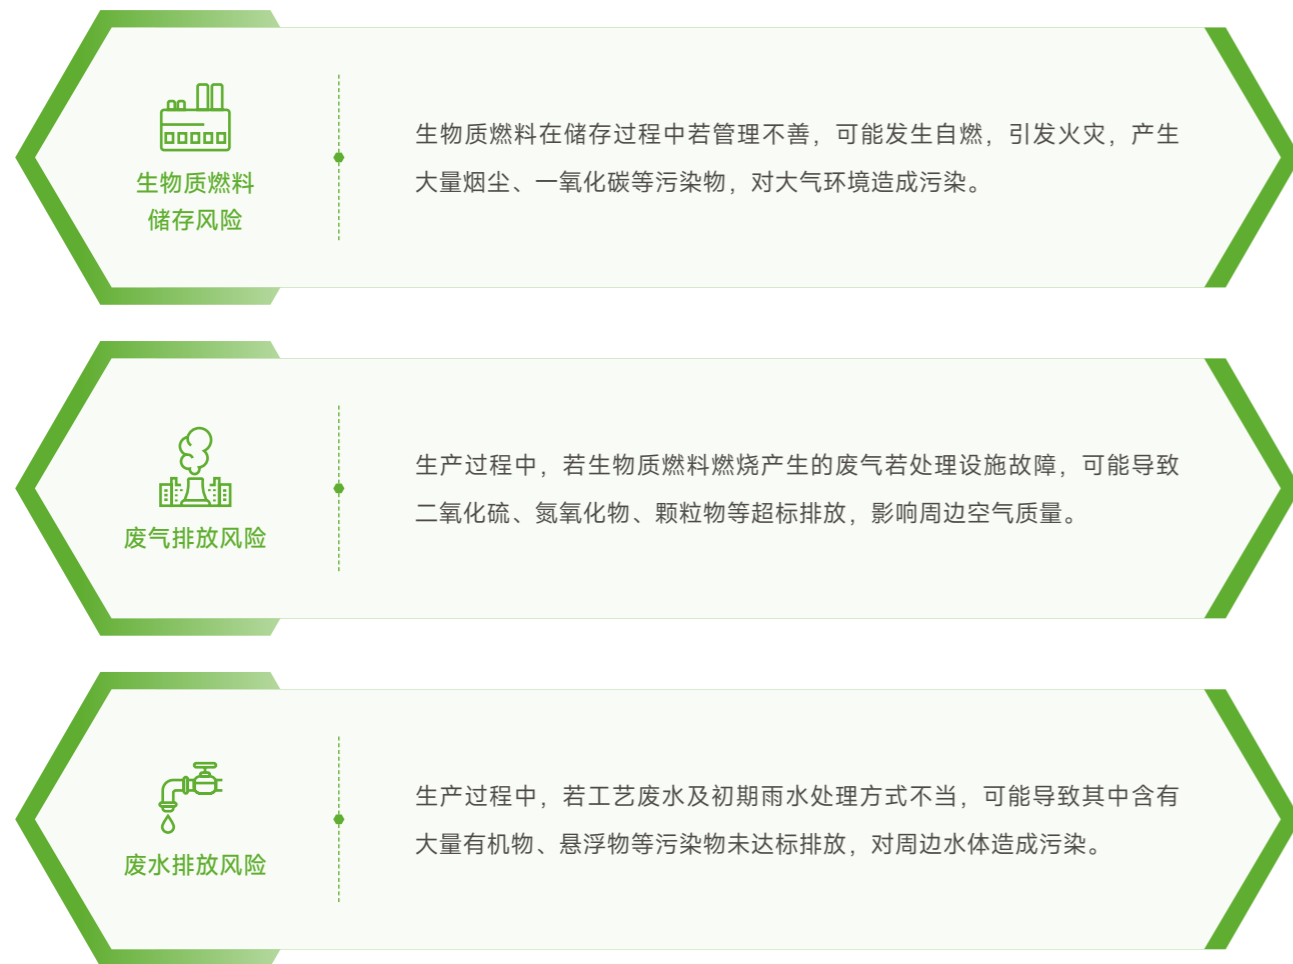 生物质燃料
储存风险
生物质燃料在储存过程中若管理不善，可能发生自燃，引发火灾，产生
大量烟尘、一氧化碳等污染物，对大气环境造成污染。
废气排放风险
生产过程中，若生物质燃料燃烧产生的废气若处理设施故障，可能导致
二氧化硫、氮氧化物、颗粒物等超标排放，影响周边空气质量。
废水排放风险
生产过程中，若工艺废水及初期雨水处理方式不当，可能导致其中含有
大量有机物、悬浮物等污染物未达标排放，对周边水体造成污染。